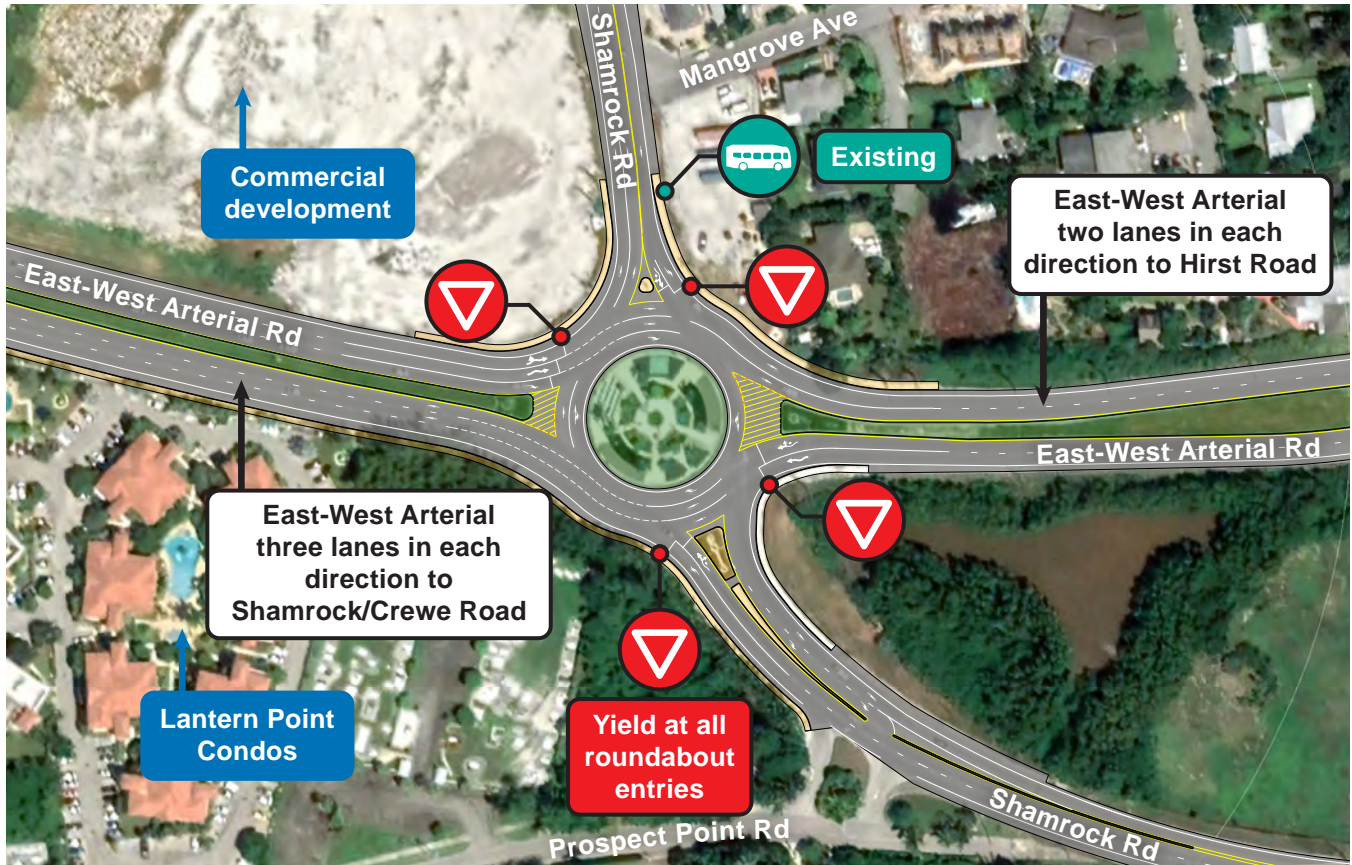 Shamrock Rd
Mangrove Ave
Existing
Commercial
development
East-West Arterial
two lanes in each
direction to Hirst Road
East-West Arterial Rd
East-West Arterial Rd
East-West Arterial
three lanes in each
direction to
Shamrock/Crewe Road
Lantern Point
Condos
Yield at all
roundabout
entries
Shamrock Rd
Prospect Point Rd